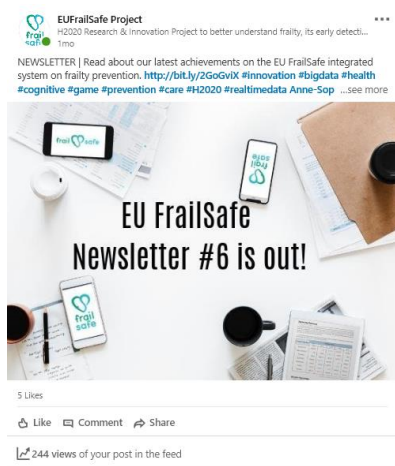 frail
safe
EUFrailSafe Project
H2020 Research & Innovation Project to better understand frailty, its early detecti...
1mo
NEWSLETTER | Read about our latest achievements on the EU FrailSafe integrated
system on frailty prevention. http://bit.ly/2GoGviX #innovation #bigdata #health
#cognitive #game #prevention #care #H2020 #realtimedata Anne-Sop ...see more
frail safe
frail
safe
EU FrailSafe
Newsletter #6 is out!
frail
safe
5 Likes
Like Comment Share
244 views of your post in the feed